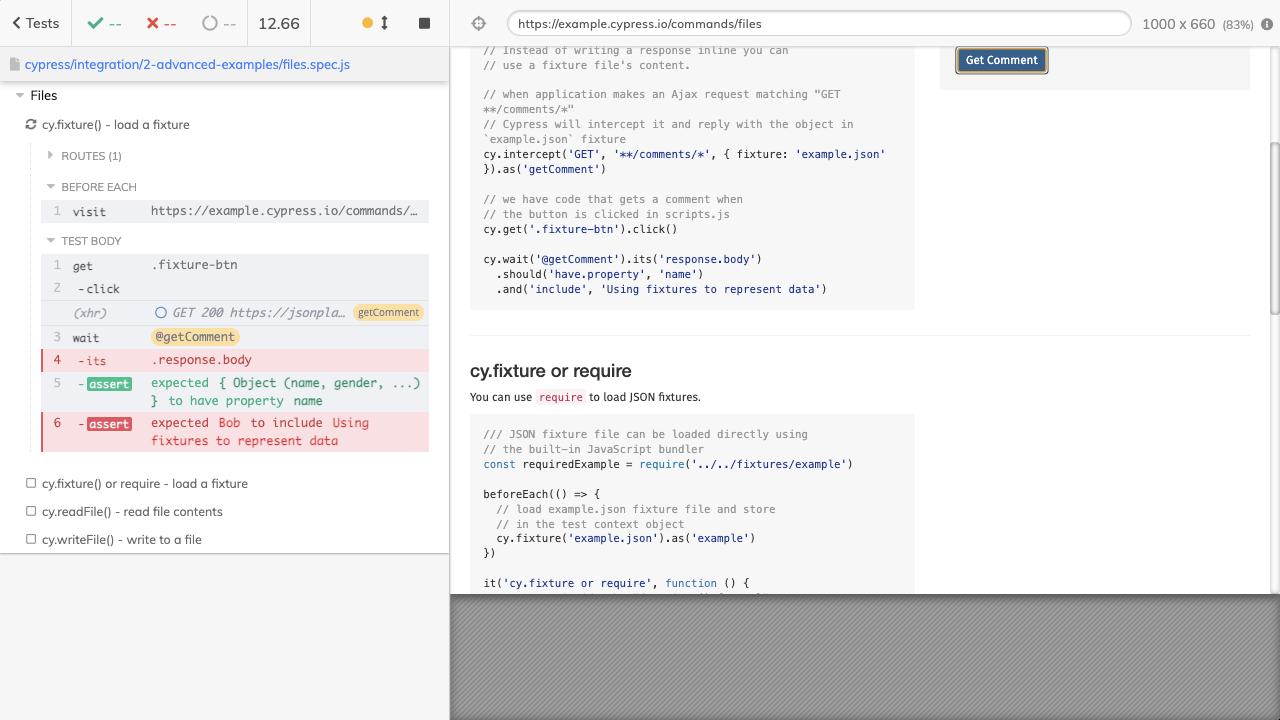 Tests
--
--
--
12.66
cypress/integration/2-advanced-examples/files.spec.js
Files
cy.fixture() - load a fixture
ROUTES (1)
BEFORE EACH
1 visit https://example.cypress.io/commands/…
TEST BODY
1 get .fixture-btn
2 -click
(xhr) GET 200 https://jsonpla… getComment
3 wait @getComment
4 -its .response.body
5 -assert expected { Object (name, gender, ...)
} to have property name
6 -assert expected Bob to include Using
fixtures to represent data
cy.fixture() or require - load a fixture
cy.readFile() - read file contents
cy.writeFile() - write to a file
https://example.cypress.io/commands/files
1000 x 660 (83%)
// Instead of writing a response inline you can
// use a fixture file's content.
// when application makes an Ajax request matching "GET
**/comments/*"
// Cypress will intercept it and reply with the object in
`example.json` fixture
cy.intercept('GET', '**/comments/*', { fixture: 'example.json'
}).as('getComment')
// we have code that gets a comment when
// the button is clicked in scripts.js
cy.get('.fixture-btn').click()
cy.wait('@getComment').its('response.body')
.should('have.property', 'name')
.and('include', 'Using fixtures to represent data')
Get Comment
cy.fixture or require
You can use require to load JSON fixtures.
/// JSON fixture file can be loaded directly using
// the built-in JavaScript bundler
const requiredExample = require('../../fixtures/example')
beforeEach(() => {
// load example.json fixture file and store
// in the test context object
cy.fixture('example.json').as('example')
})
it('cy.fixture or require', function () {